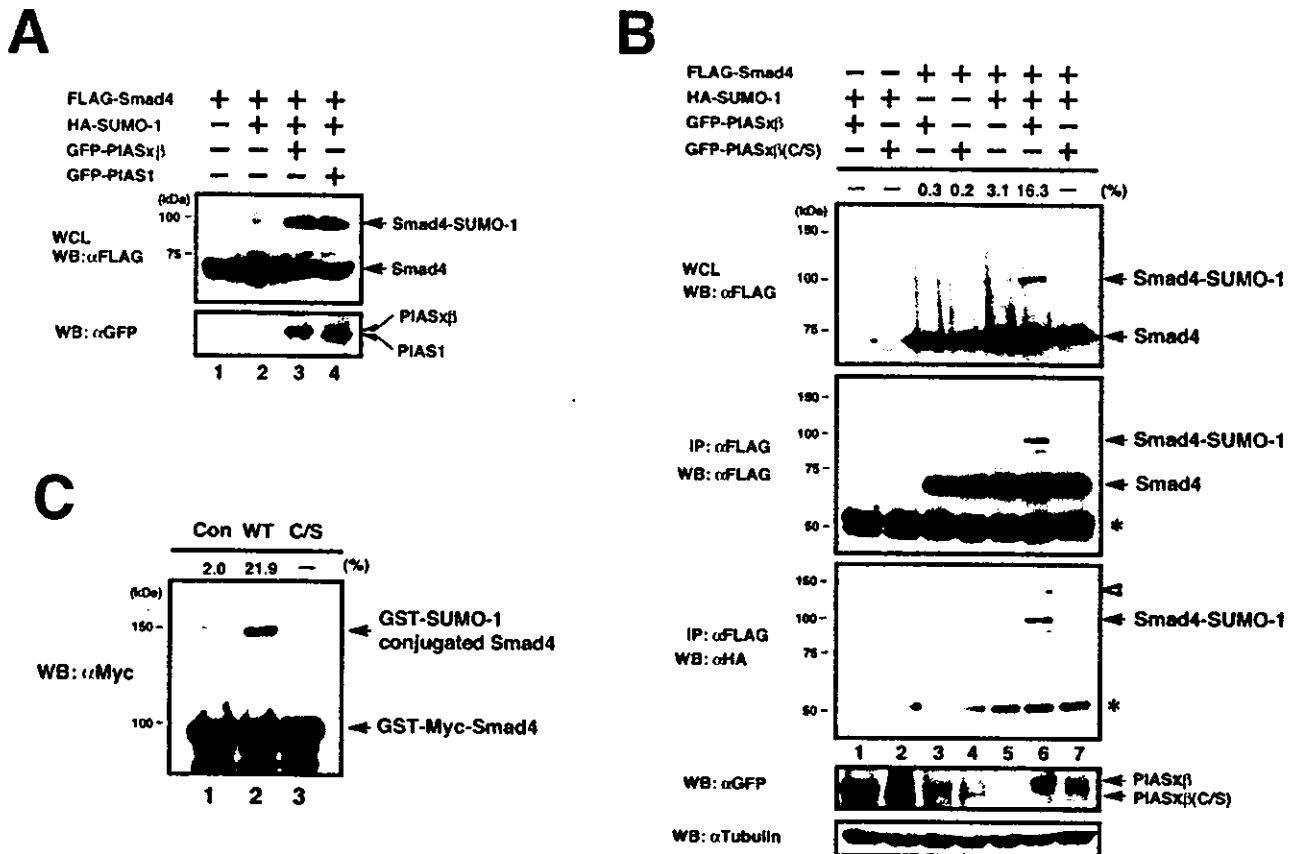 A
FLAG-Smad4 + + + +
HA-SUMO-1 − + + +
GFP-PIASxβ − − + −
GFP-PIAS1 − − − +
(kDa)
100
Smad4-SUMO-1
WCL
WB:αFLAG
75
Smad4
WB: αGFP
PIASxβ
PIAS1
1 2 3 4
B
FLAG-Smad4 − − + + + + +
HA-SUMO-1 + + − − + + +
GFP-PIASxβ + − + − − + −
GFP-PIASxβ(C/S) − + − + − − +
− − 0.3 0.2 3.1 16.3 − (%)
(kDa)
150
WCL
WB: αFLAG
100
Smad4-SUMO-1
75
Smad4
150
100
Smad4-SUMO-1
IP: αFLAG
WB: αFLAG
75
Smad4
50
*
150
100
Smad4-SUMO-1
IP: αFLAG
WB: αHA
75
50
*
1 2 3 4 5 6 7
WB: αGFP
PIASxβ
PIASxβ(C/S)
WB: αTubulin
C
Con WT C/S
2.0 21.9 − (%)
(kDa)
150
GST-SUMO-1
conjugated Smad4
WB: αMyc
100
GST-Myc-Smad4
1 2 3